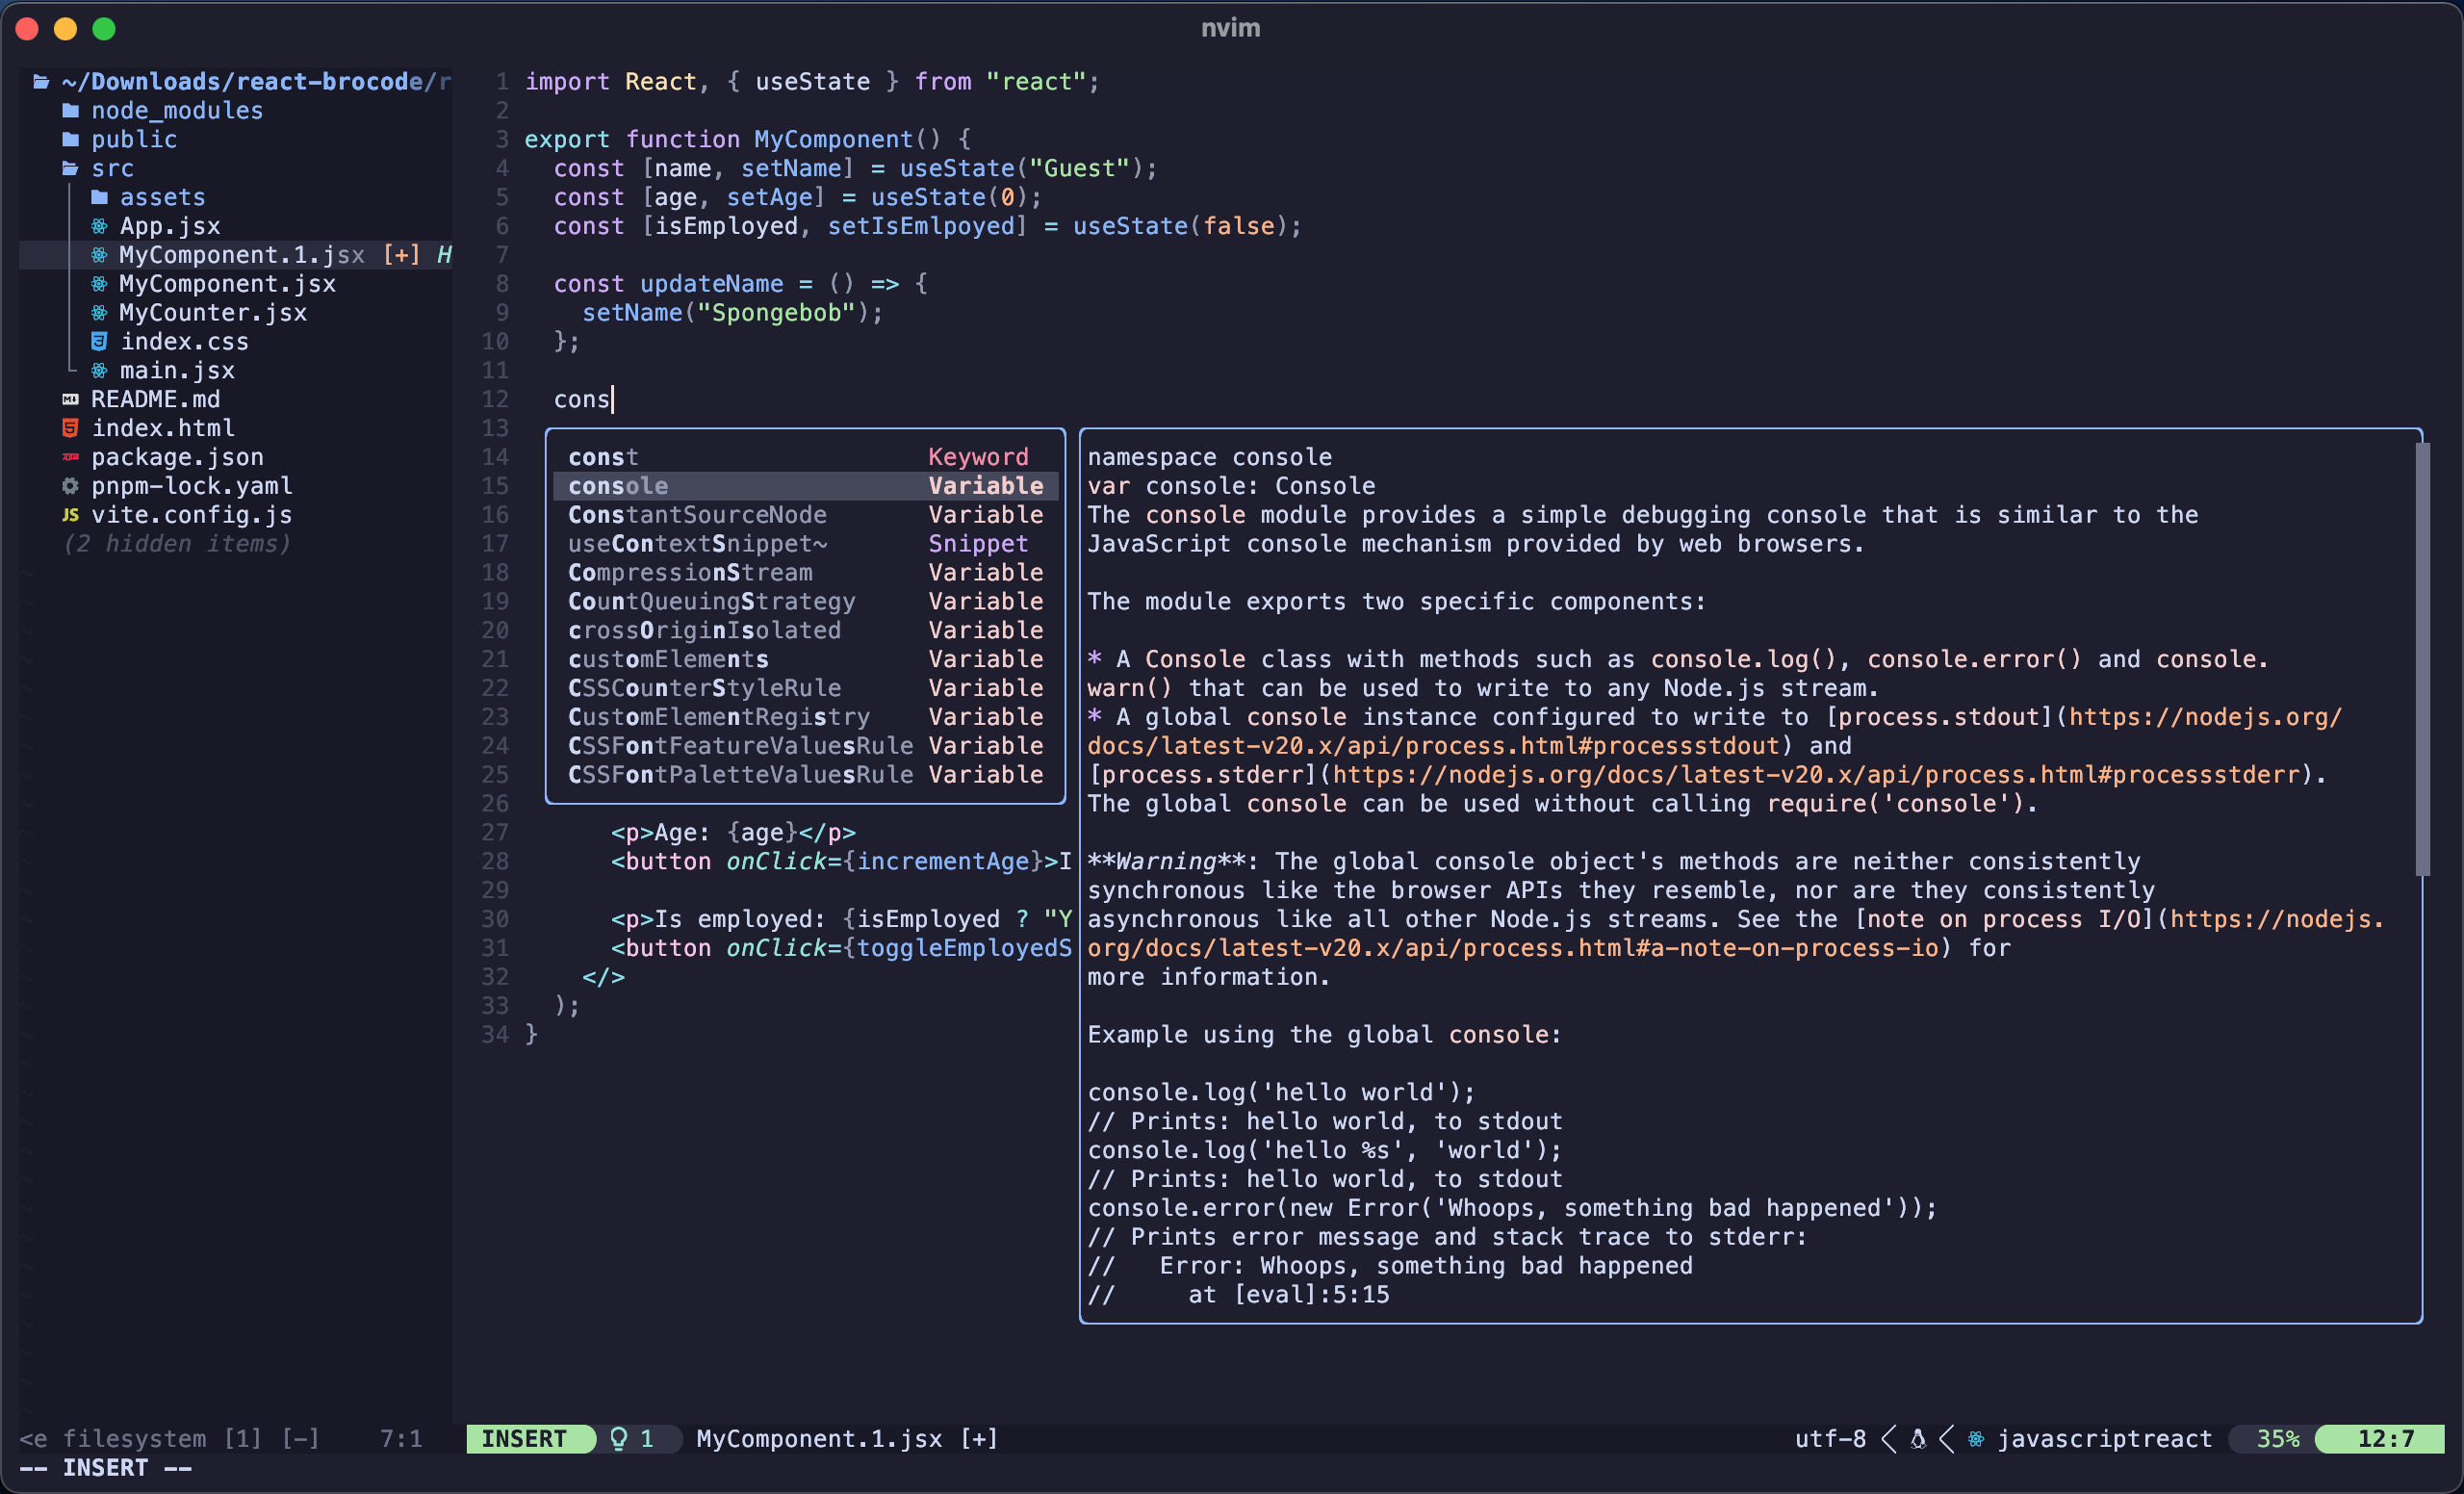 nvim
~/Downloads/react-brocode/r
node_modules
public
src
assets
App.jsx
MyComponent.1.jsx [+] H
MyComponent.jsx
MyCounter.jsx
index.css
main.jsx
README.md
index.html
package.json
pnpm-lock.yaml
JS vite.config.js
(2 hidden items)
1 import React, { useState } from "react";
2
3 export function MyComponent() {
4   const [name, setName] = useState("Guest");
5   const [age, setAge] = useState(0);
6   const [isEmployed, setIsEmlpoyed] = useState(false);
7
8   const updateName = () => {
9     setName("Spongebob");
10   };
11
12   cons
13
14
15
16
17
18
19
20
21
22
23
24
25
26
27       <p>Age: {age}</p>
28       <button onClick={incrementAge}>I
29
30       <p>Is employed: {isEmployed ? "Y
31       <button onClick={toggleEmployedS
32     </>
33   );
34 }
const Keyword
console Variable
ConstantSourceNode Variable
useContextSnippet~ Snippet
CompressionStream Variable
CountQueuingStrategy Variable
crossOriginIsolated Variable
customElements Variable
CSSCounterStyleRule Variable
CustomElementRegistry Variable
CSSFontFeatureValuesRule Variable
CSSFontPaletteValuesRule Variable
namespace console
var console: Console
The console module provides a simple debugging console that is similar to the
JavaScript console mechanism provided by web browsers.
The module exports two specific components:
* A Console class with methods such as console.log(), console.error() and console.
warn() that can be used to write to any Node.js stream.
* A global console instance configured to write to [process.stdout](https://nodejs.org/
docs/latest-v20.x/api/process.html#processstdout) and
[process.stderr](https://nodejs.org/docs/latest-v20.x/api/process.html#processstderr).
The global console can be used without calling require('console').
**Warning**: The global console object's methods are neither consistently
synchronous like the browser APIs they resemble, nor are they consistently
asynchronous like all other Node.js streams. See the [note on process I/O](https://nodejs.
org/docs/latest-v20.x/api/process.html#a-note-on-process-io) for
more information.
Example using the global console:
console.log('hello world');
// Prints: hello world, to stdout
console.log('hello %s', 'world');
// Prints: hello world, to stdout
console.error(new Error('Whoops, something bad happened'));
// Prints error message and stack trace to stderr:
//   Error: Whoops, something bad happened
//     at [eval]:5:15
<e filesystem [1] [-] 7:1
INSERT 1 MyComponent.1.jsx [+]
utf-8 javascriptreact 35% 12:7
-- INSERT --